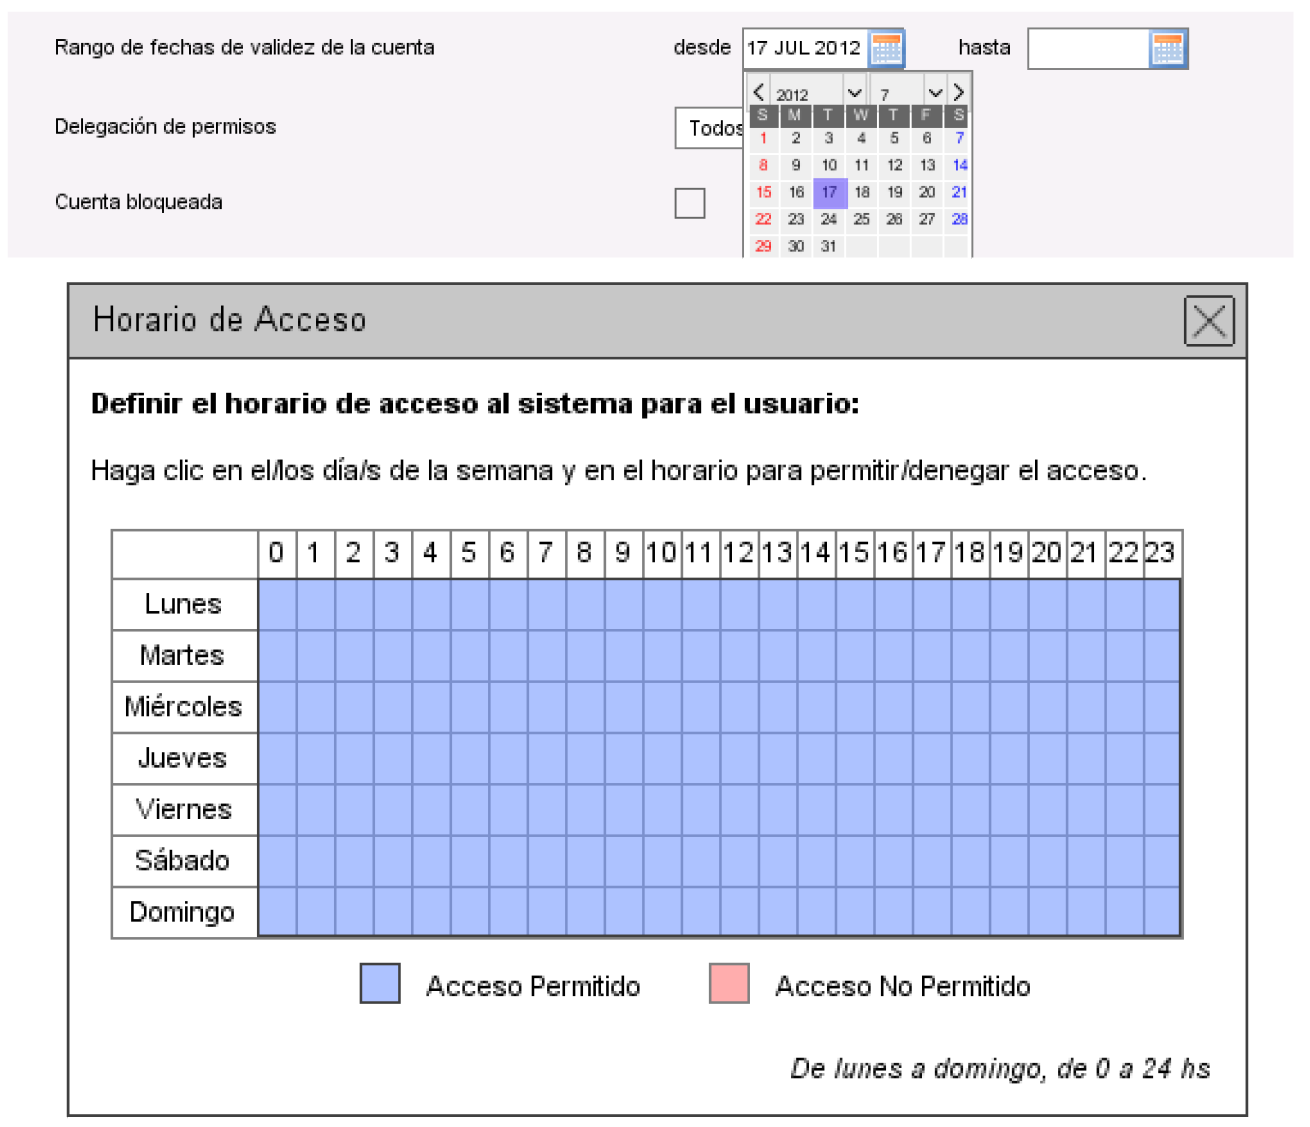 Rango de fechas de validez de la cuenta desde 17 JUL 2012 hasta
2012 7
S M T W T F S
Delegación de permisos Todos
1 2 3 4 5 6 7
8 9 10 11 12 13 14
Cuenta bloqueada
15 16 17 18 19 20 21
22 23 24 25 26 27 28
29 30 31
Horario de Acceso
Definir el horario de acceso al sistema para el usuario:
Haga clic en el/los día/s de la semana y en el horario para permitir/denegar el acceso.
0 1 2 3 4 5 6 7 8 9 10 11 12 13 14 15 16 17 18 19 20 21 22 23
Lunes
Martes
Miércoles
Jueves
Viernes
Sábado
Domingo
Acceso Permitido Acceso No Permitido
De lunes a domingo, de 0 a 24 hs